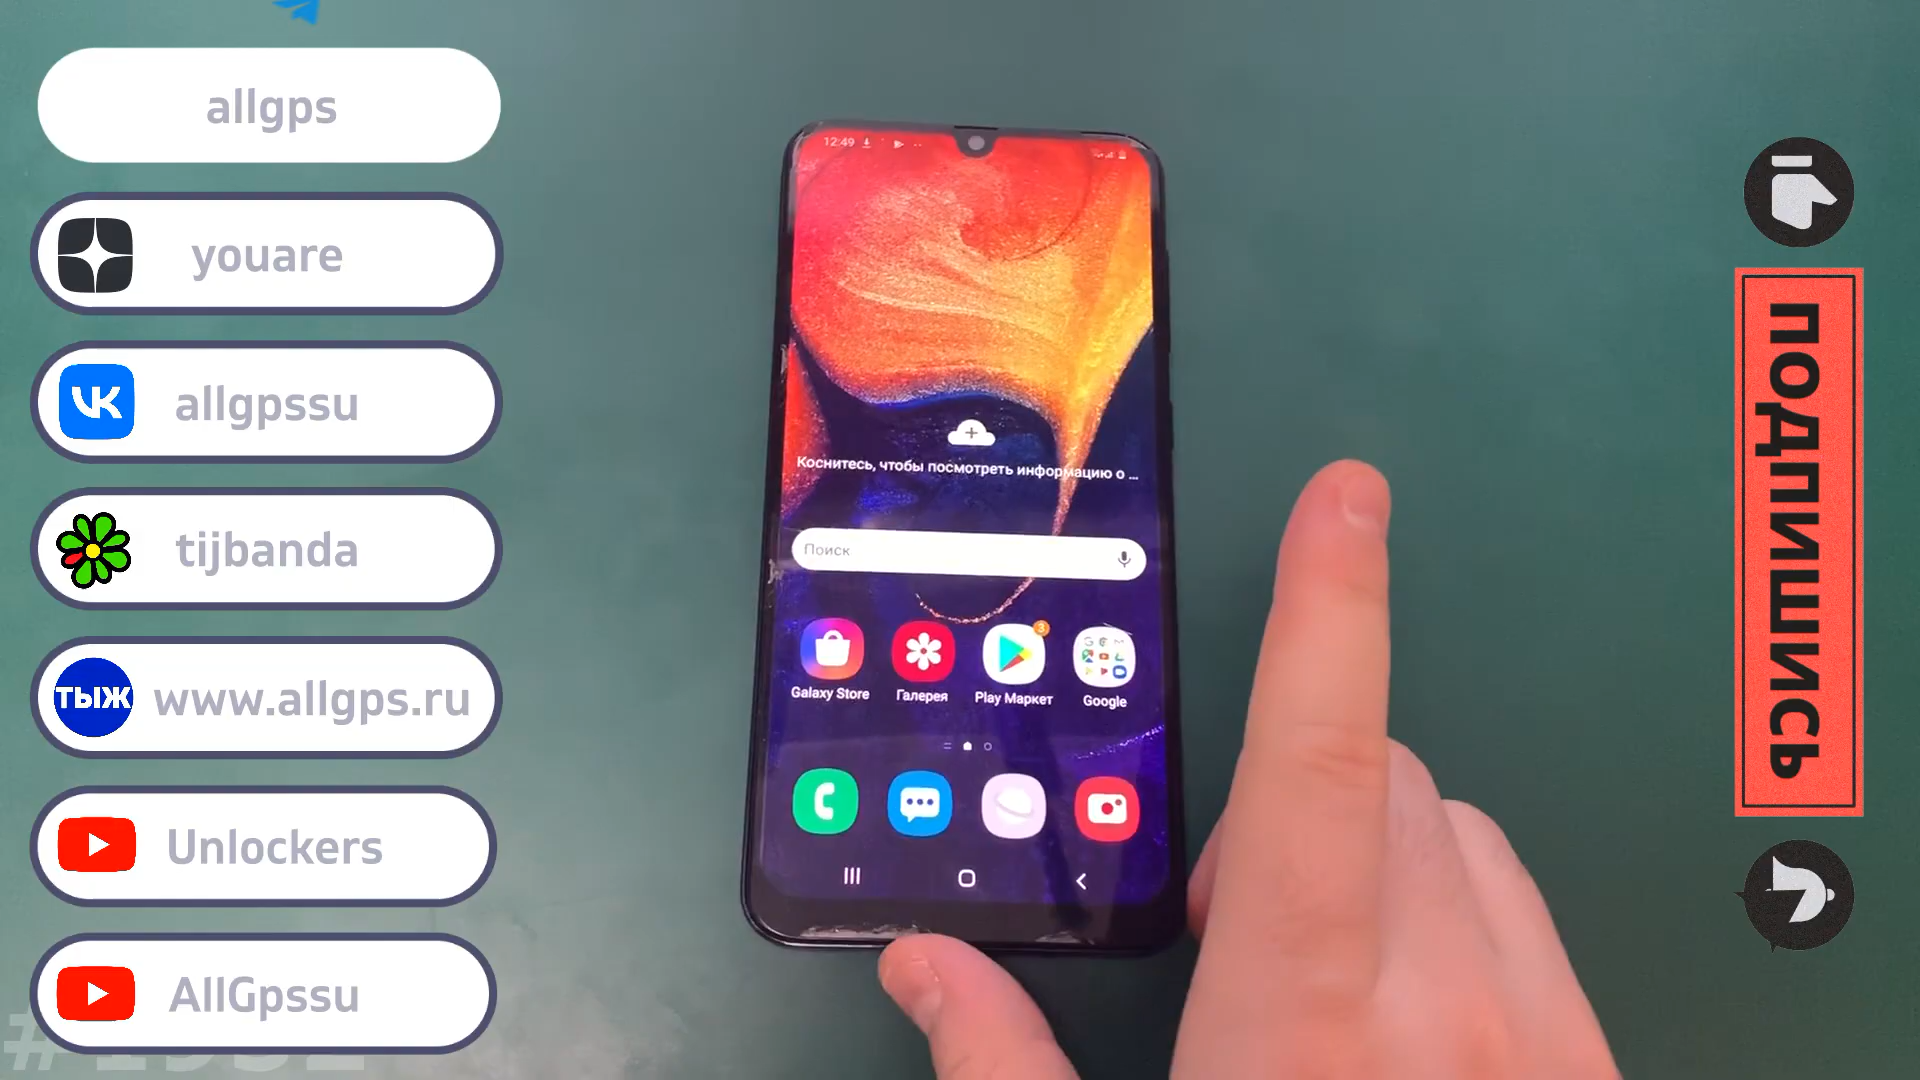 allgps
youare
allgpssu
tijbanda
ТЫЖ www.allgps.ru
Unlockers
AllGpssu
12:49
Коснитесь, чтобы посмотреть информацию о ...
Поиск
3
Galaxy Store
Галерея
Play Маркет
Google
ПОДПИШИСЬ